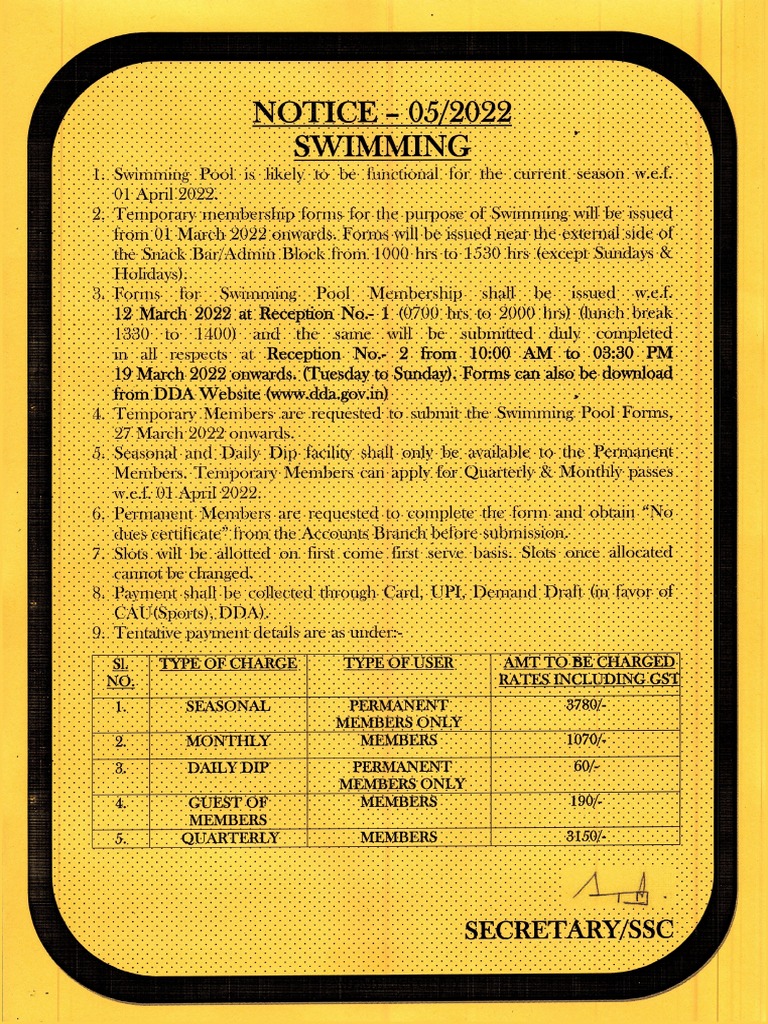 NOTICE – 05/2022
SWIMMING
1. Swimming Pool is likely to be functional for the current season w.e.f.
01 April 2022.
2. Temporary membership forms for the purpose of Swimming will be issued
from 01 March 2022 onwards. Forms will be issued near the external side of
the Snack Bar/Admin Block from 1000 hrs to 1530 hrs (except Sundays &
Holidays).
3. Forms for Swimming Pool Membership shall be issued w.e.f.
12 March 2022 at Reception No.- 1 (0700 hrs to 2000 hrs) (lunch break
1330 to 1400) and the same will be submitted duly completed
in all respects at Reception No.- 2 from 10:00 AM to 03:30 PM
19 March 2022 onwards. (Tuesday to Sunday). Forms can also be download
from DDA Website (www.dda.gov.in)
4. Temporary Members are requested to submit the Swimming Pool Forms,
27 March 2022 onwards.
5. Seasonal and Daily Dip facility shall only be available to the Permanent
Members. Temporary Members can apply for Quarterly & Monthly passes
w.e.f. 01 April 2022.
6. Permanent Members are requested to complete the form and obtain “No
dues certificate” from the Accounts Branch before submission.
7. Slots will be allotted on first come first serve basis. Slots once allocated
cannot be changed.
8. Payment shall be collected through Card, UPI, Demand Draft (in favor of
CAU(Sports), DDA).
9. Tentative payment details are as under:-
Sl. TYPE OF CHARGE TYPE OF USER AMT TO BE CHARGED
NO. RATES INCLUDING GST
1. SEASONAL PERMANENT 3780/-
MEMBERS ONLY
2. MONTHLY MEMBERS 1070/-
3. DAILY DIP PERMANENT 60/-
MEMBERS ONLY
4. GUEST OF MEMBERS 190/-
MEMBERS
5. QUARTERLY MEMBERS 3150/-
SECRETARY/SSC